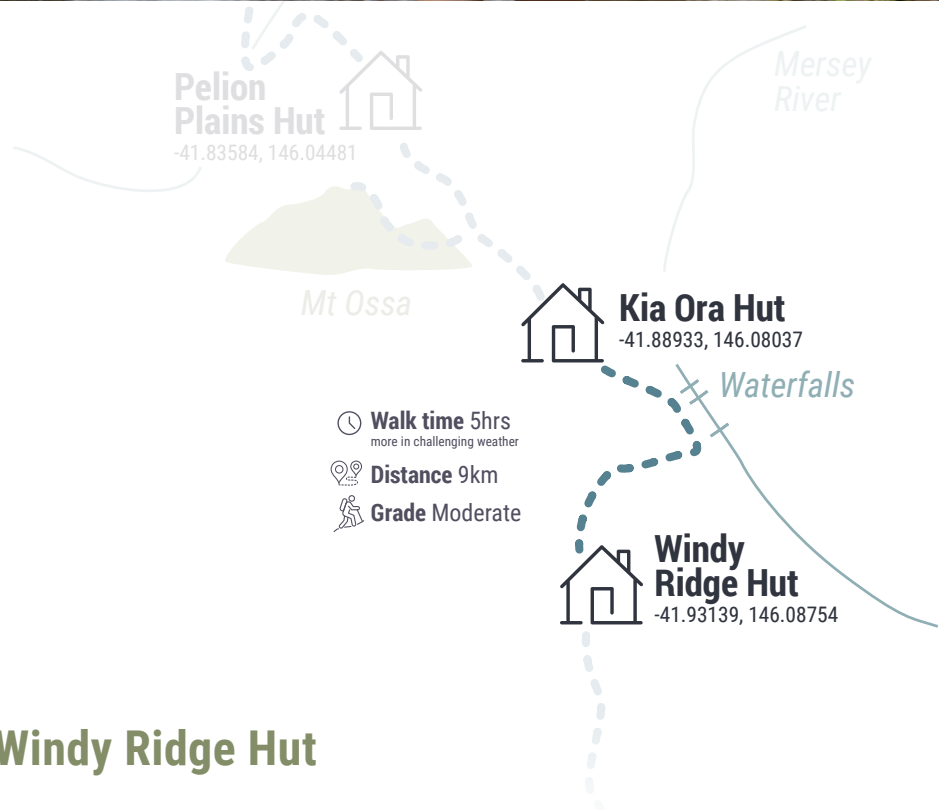 Mersey
River
Pelion
Plains Hut
-41.83584, 146.04481
Mt Ossa
Kia Ora Hut
-41.88933, 146.08037
Waterfalls
Walk time 5hrs
more in challenging weather
Distance 9km
Grade Moderate
Windy
Ridge Hut
-41.93139, 146.08754
Windy Ridge Hut